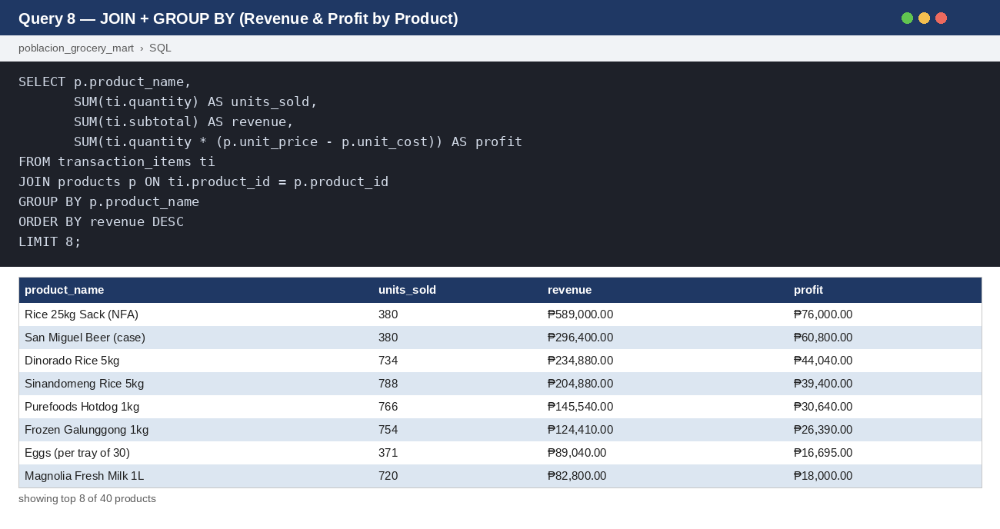 Query 8 — JOIN + GROUP BY (Revenue & Profit by Product)
poblacion_grocery_mart › SQL
SELECT p.product_name,
       SUM(ti.quantity) AS units_sold,
       SUM(ti.subtotal) AS revenue,
       SUM(ti.quantity * (p.unit_price - p.unit_cost)) AS profit
FROM transaction_items ti
JOIN products p ON ti.product_id = p.product_id
GROUP BY p.product_name
ORDER BY revenue DESC
LIMIT 8;
product_name units_sold revenue profit
Rice 25kg Sack (NFA) 380 ₱589,000.00 ₱76,000.00
San Miguel Beer (case) 380 ₱296,400.00 ₱60,800.00
Dinorado Rice 5kg 734 ₱234,880.00 ₱44,040.00
Sinandomeng Rice 5kg 788 ₱204,880.00 ₱39,400.00
Purefoods Hotdog 1kg 766 ₱145,540.00 ₱30,640.00
Frozen Galunggong 1kg 754 ₱124,410.00 ₱26,390.00
Eggs (per tray of 30) 371 ₱89,040.00 ₱16,695.00
Magnolia Fresh Milk 1L 720 ₱82,800.00 ₱18,000.00
showing top 8 of 40 products